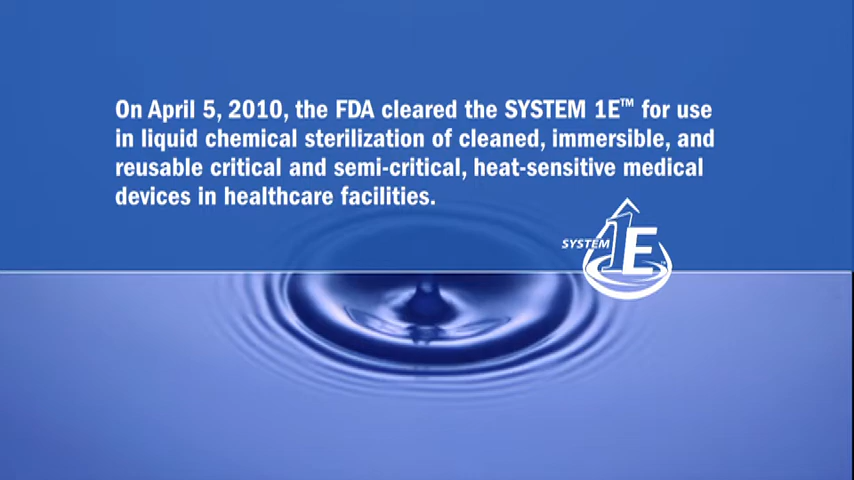 On April 5, 2010, the FDA cleared the SYSTEM 1E™ for use
in liquid chemical sterilization of cleaned, immersible, and
reusable critical and semi-critical, heat-sensitive medical
devices in healthcare facilities.
SYSTEM 1E™